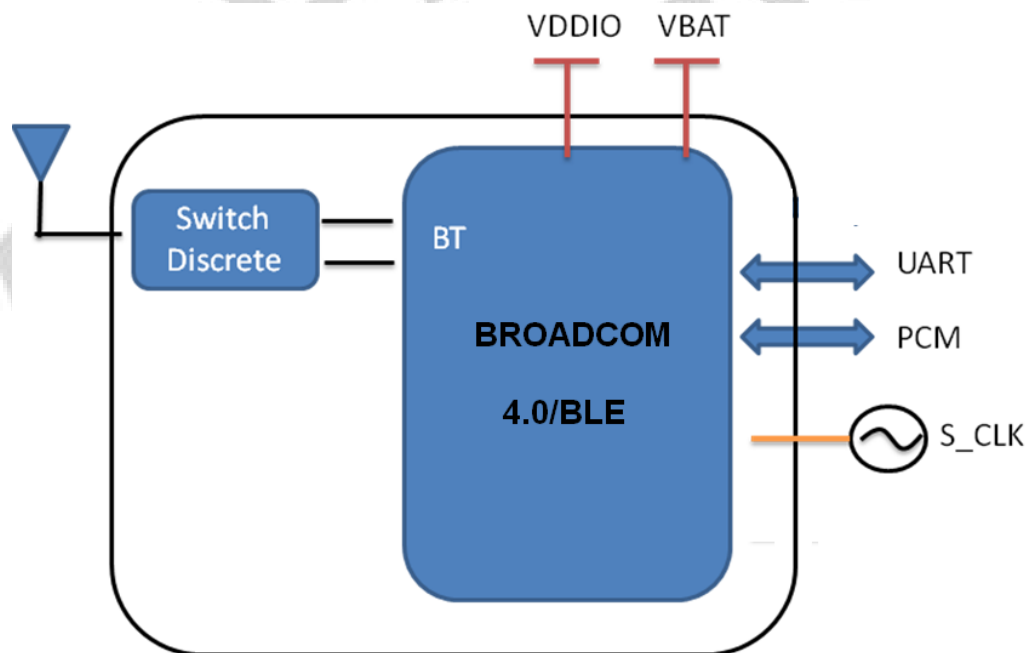 VDDIO VBAT
Switch
Discrete
BT
BROADCOM
4.0/BLE
UART
PCM
S_CLK